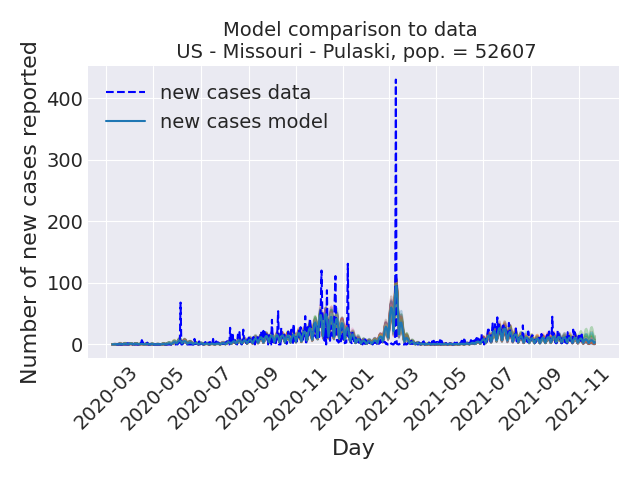 Model comparison to data
US - Missouri - Pulaski, pop. = 52607
Number of new cases reported
400
300
200
100
0
new cases data
new cases model
2020-03
2020-05
2020-07
2020-09
2020-11
2021-01
2021-03
2021-05
2021-07
2021-09
2021-11
Day